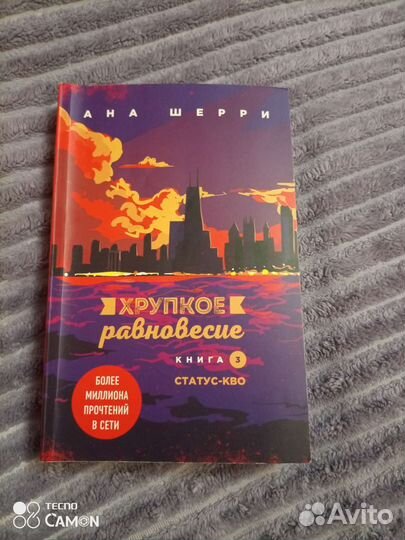 АНА ШЕРРИ
ХРУПКОЕ
равновесие
КНИГА 3
СТАТУС-КВО
БОЛЕЕ
МИЛЛИОНА
ПРОЧТЕНИЙ
В СЕТИ
TECNO
CAMON
Avito